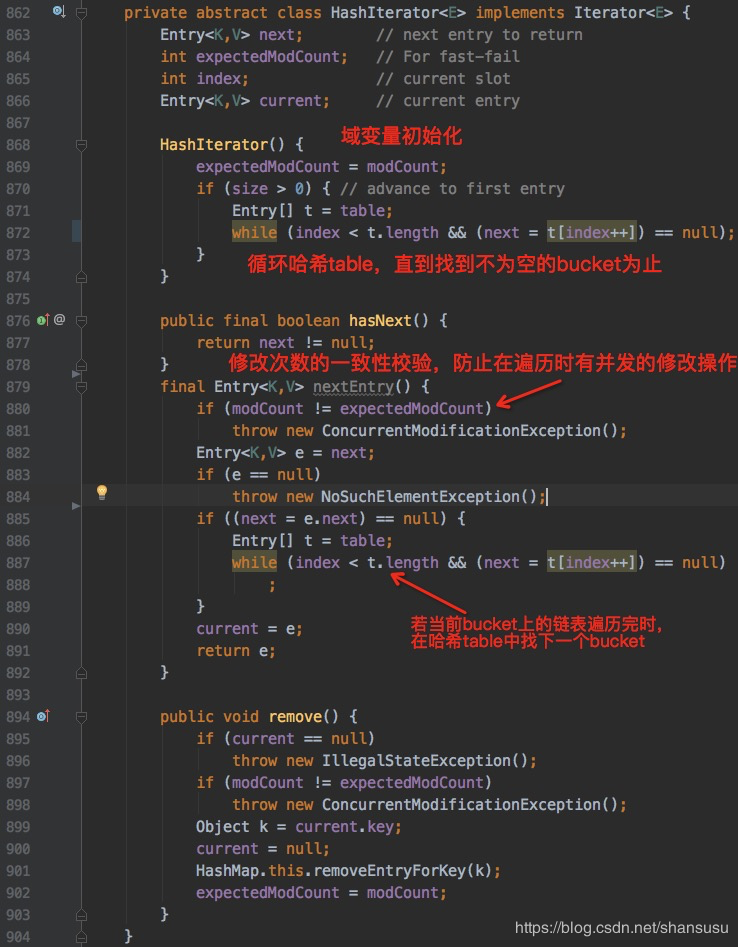 862 private abstract class HashIterator<E> implements Iterator<E> {
863 Entry<K,V> next; // next entry to return
864 int expectedModCount; // For fast-fail
865 int index; // current slot
866 Entry<K,V> current; // current entry
867
868 HashIterator() { 域变量初始化
869 expectedModCount = modCount;
870 if (size > 0) { // advance to first entry
871 Entry[] t = table;
872 while (index < t.length && (next = t[index++]) == null);
873 }
循环哈希table，直到找到不为空的bucket为止
874 }
875
876 @ public final boolean hasNext() {
877 return next != null;
878 }
修改次数的一致性校验，防止在遍历时有并发的修改操作
879 final Entry<K,V> nextEntry() {
880 if (modCount != expectedModCount)
881 throw new ConcurrentModificationException();
882 Entry<K,V> e = next;
883 if (e == null)
884 throw new NoSuchElementException();
885 if ((next = e.next) == null) {
886 Entry[] t = table;
887 while (index < t.length && (next = t[index++]) == null)
888 ;
889 }
若当前bucket上的链表遍历完时，
在哈希table中找下一个bucket
890 current = e;
891 return e;
892 }
893
894 public void remove() {
895 if (current == null)
896 throw new IllegalStateException();
897 if (modCount != expectedModCount)
898 throw new ConcurrentModificationException();
899 Object k = current.key;
900 current = null;
901 HashMap.this.removeEntryForKey(k);
902 expectedModCount = modCount;
903 }
904 }
https://blog.csdn.net/shansusu